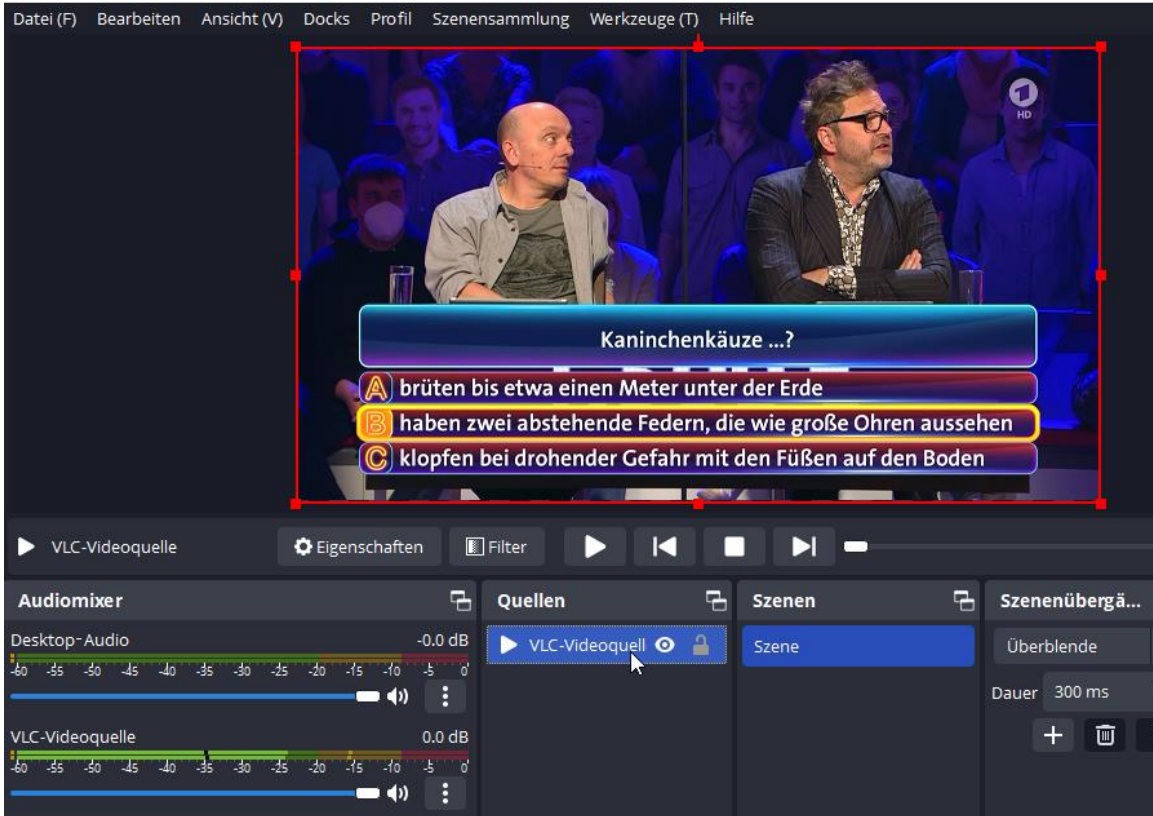 Datei (F) Bearbeiten Ansicht (V) Docks Profil Szenensammlung Werkzeuge (T) Hilfe
1
HD
Kaninchenkäuze ...?
A brüten bis etwa einen Meter unter der Erde
B haben zwei abstehende Federn, die wie große Ohren aussehen
C klopfen bei drohender Gefahr mit den Füßen auf den Boden
VLC-Videoquelle Eigenschaften Filter
Audiomixer Quellen Szenen Szenenübergä...
Desktop-Audio -0.0 dB VLC-Videoquell Szene Überblende
-60 -55 -50 -45 -40 -35 -30 -25 -20 -15 -10 -5 0
Dauer 300 ms
VLC-Videoquelle 0.0 dB
-60 -55 -50 -45 -40 -35 -30 -25 -20 -15 -10 -5 0